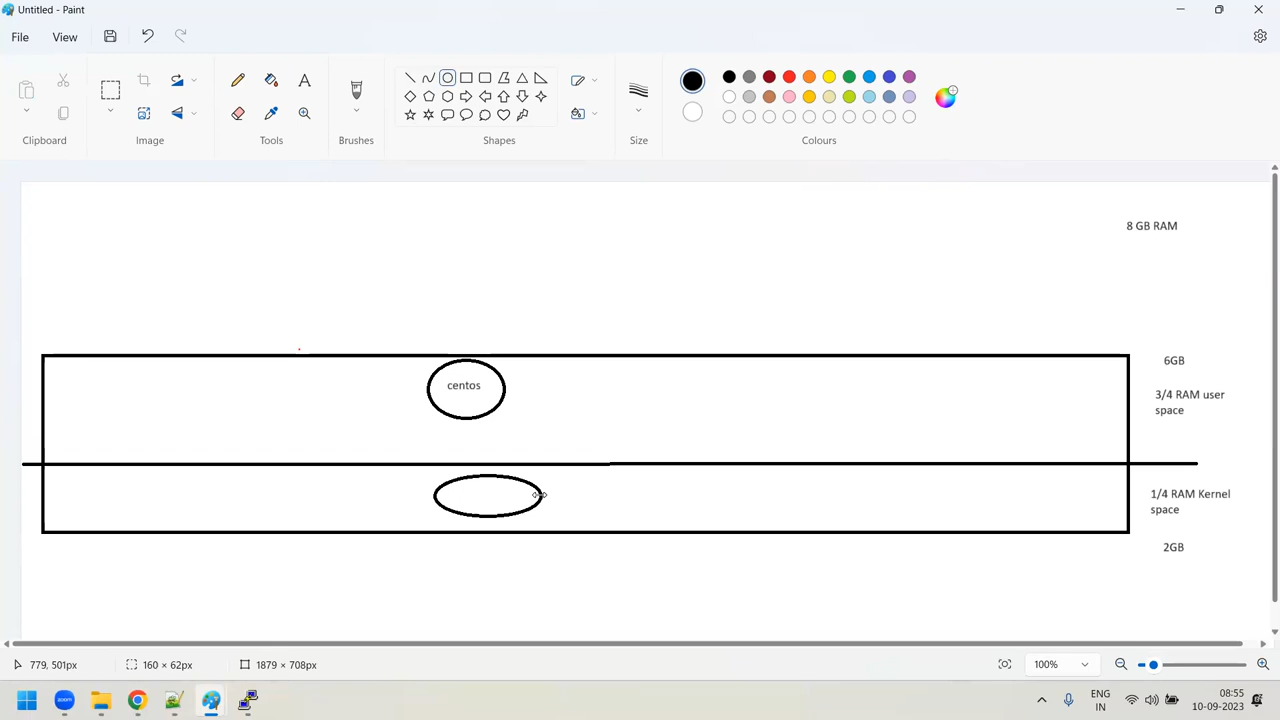 Untitled - Paint
File
View
Clipboard
Image
Tools
Brushes
Shapes
Size
Colours
8 GB RAM
6GB
centos
3/4 RAM user
space
1/4 RAM Kernel
space
2GB
779, 501px
160 × 62px
1879 × 708px
100%
ENG
IN
08:55
10-09-2023
zoom